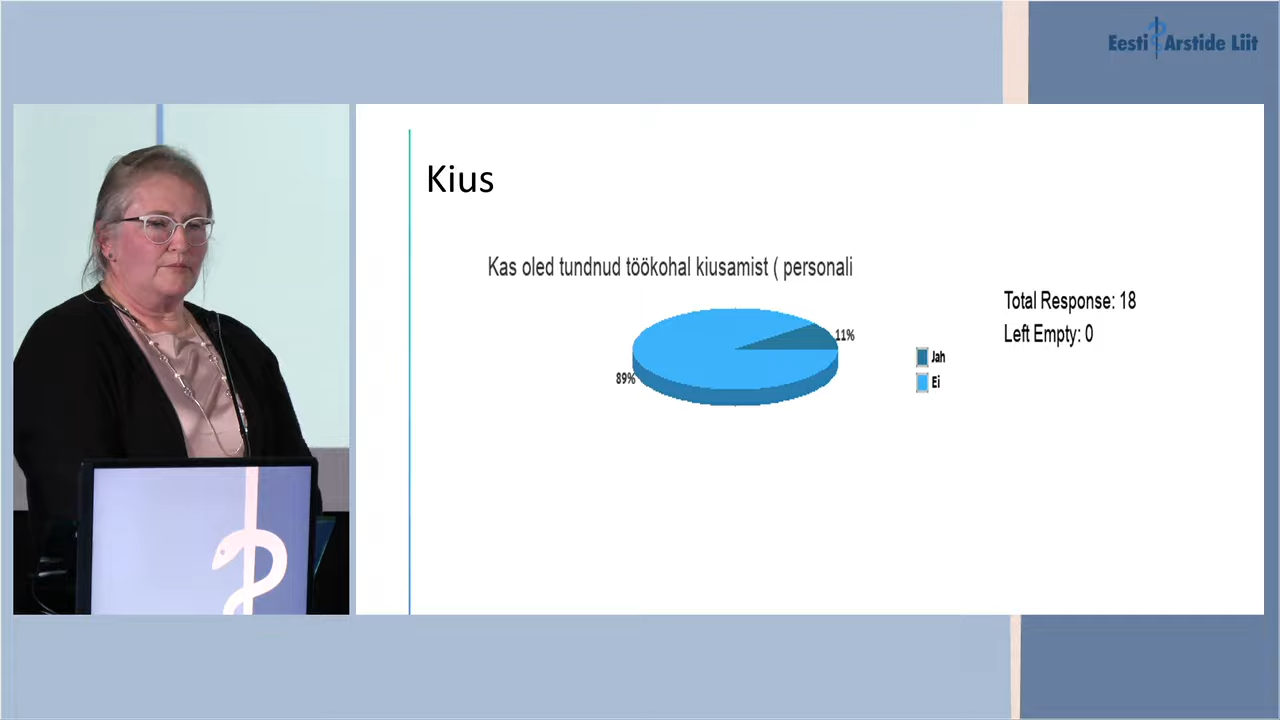 Eesti Arstide Liit
Kius
Kas oled tundnud töökohal kiusamist ( personali
Total Response: 18
Left Empty: 0
11%
89%
Jah
Ei